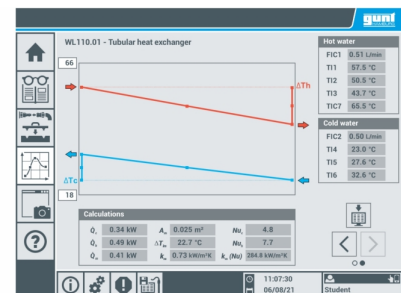 gunt
WL110.01 - Tubular heat exchanger
66
ΔTh
ΔTc
18
Hot water
FIC1 0.51 L/min
TI1 57.5 °C
TI2 50.5 °C
TI3 43.7 °C
TIC7 65.5 °C
Cold water
FIC2 0.50 L/min
TI4 23.0 °C
TI5 27.6 °C
TI6 32.6 °C
Calculations
0.34 kW 0.025 m² 4.8
0.49 kW 22.7 °C 7.7
0.41 kW 0.73 kW/m²K 284.8 kW/m²K
11:07:30
06/08/21
Student